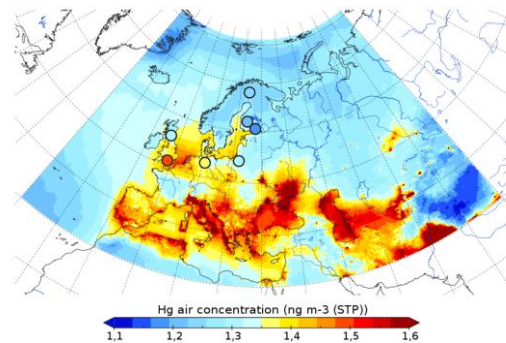 Hg air concentration (ng m-3 (STP))
1,1 1,2 1,3 1,4 1,5 1,6